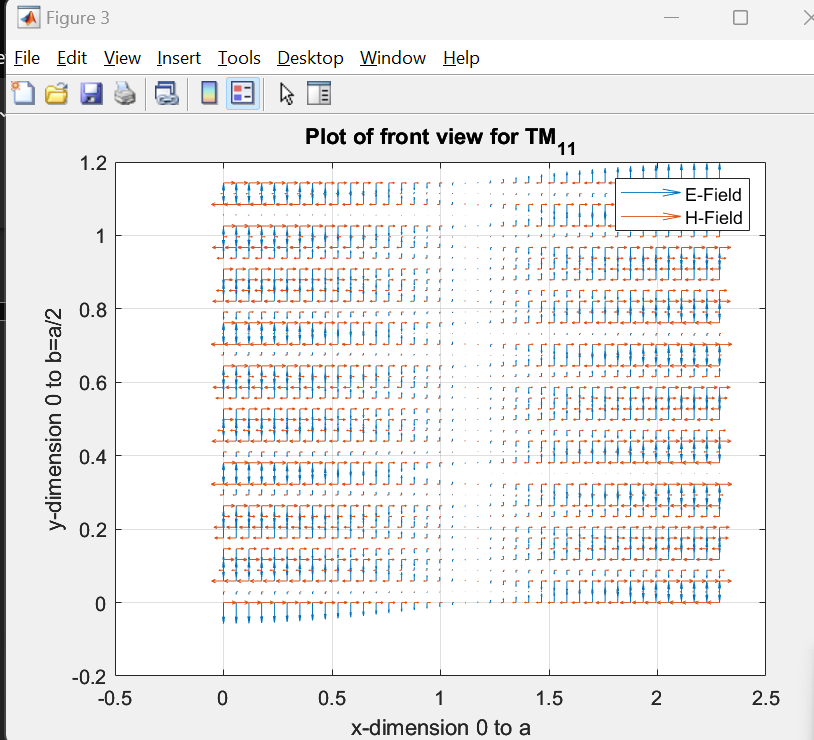 Figure 3
File Edit View Insert Tools Desktop Window Help
Plot of front view for TM11
1.2
E-Field
H-Field
1
0.8
0.6
0.4
0.2
0
-0.2
y-dimension 0 to b=a/2
-0.5 0 0.5 1 1.5 2 2.5
x-dimension 0 to a